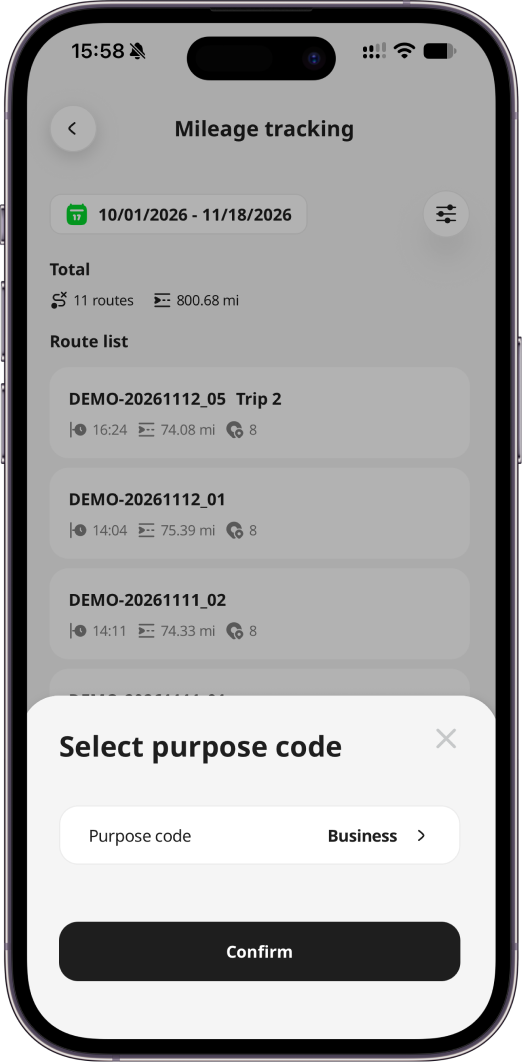 15:58
Mileage tracking
17 10/01/2026 - 11/18/2026
Total
11 routes 800.68 mi
Route list
DEMO-20261112_05 Trip 2
16:24 74.08 mi 8
DEMO-20261112_01
14:04 75.39 mi 8
DEMO-20261111_02
14:11 74.33 mi 8
Select purpose code
Purpose code Business
Confirm